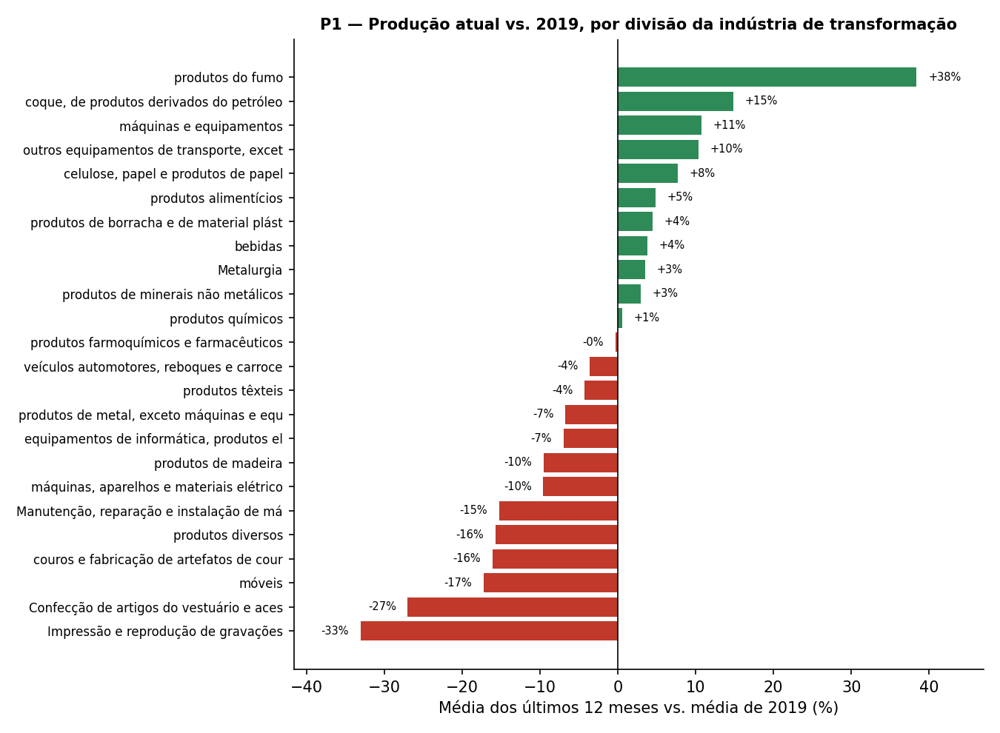 P1 — Produção atual vs. 2019, por divisão da indústria de transformação
produtos do fumo +38%
coque, de produtos derivados do petróleo +15%
máquinas e equipamentos +11%
outros equipamentos de transporte, excet +10%
celulose, papel e produtos de papel +8%
produtos alimentícios +5%
produtos de borracha e de material plást +4%
bebidas +4%
Metalurgia +3%
produtos de minerais não metálicos +3%
produtos químicos +1%
produtos farmoquímicos e farmacêuticos -0%
veículos automotores, reboques e carroce -4%
produtos têxteis -4%
produtos de metal, exceto máquinas e equ -7%
equipamentos de informática, produtos el -7%
produtos de madeira -10%
máquinas, aparelhos e materiais elétrico -10%
Manutenção, reparação e instalação de má -15%
produtos diversos -16%
couros e fabricação de artefatos de cour -16%
móveis -17%
Confecção de artigos do vestuário e aces -27%
Impressão e reprodução de gravações -33%
−40 −30 −20 −10 0 10 20 30 40
Média dos últimos 12 meses vs. média de 2019 (%)